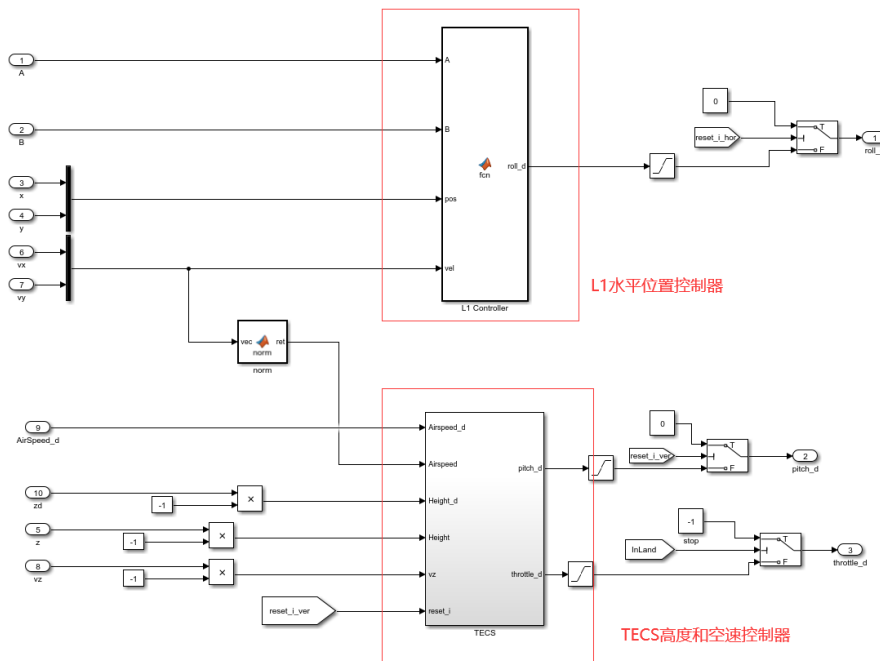 1
A
2
B
3
x
4
y
6
vx
7
vy
A
B
pos
vel
fcn
roll_d
L1 Controller
0
reset_i_hor
T
F
1
roll_
L1水平位置控制器
vec
norm
ret
norm
9
AirSpeed_d
10
zd
-1
×
5
z
-1
×
8
vz
-1
×
reset_i_ver
Airspeed_d
Airspeed
Height_d
Height
vz
reset_i
pitch_d
throttle_d
TECS
0
reset_i_ver
T
F
2
pitch_d
-1
stop
InLand
T
F
3
throttle_d
TECS高度和空速控制器